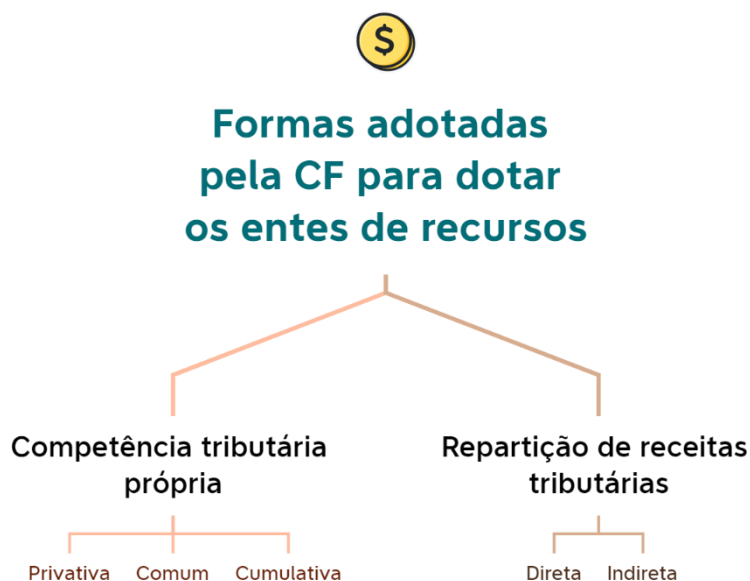 $
Formas adotadas
pela CF para dotar
os entes de recursos
Competência tributária
própria
Privativa Comum Cumulativa
Repartição de receitas
tributárias
Direta Indireta